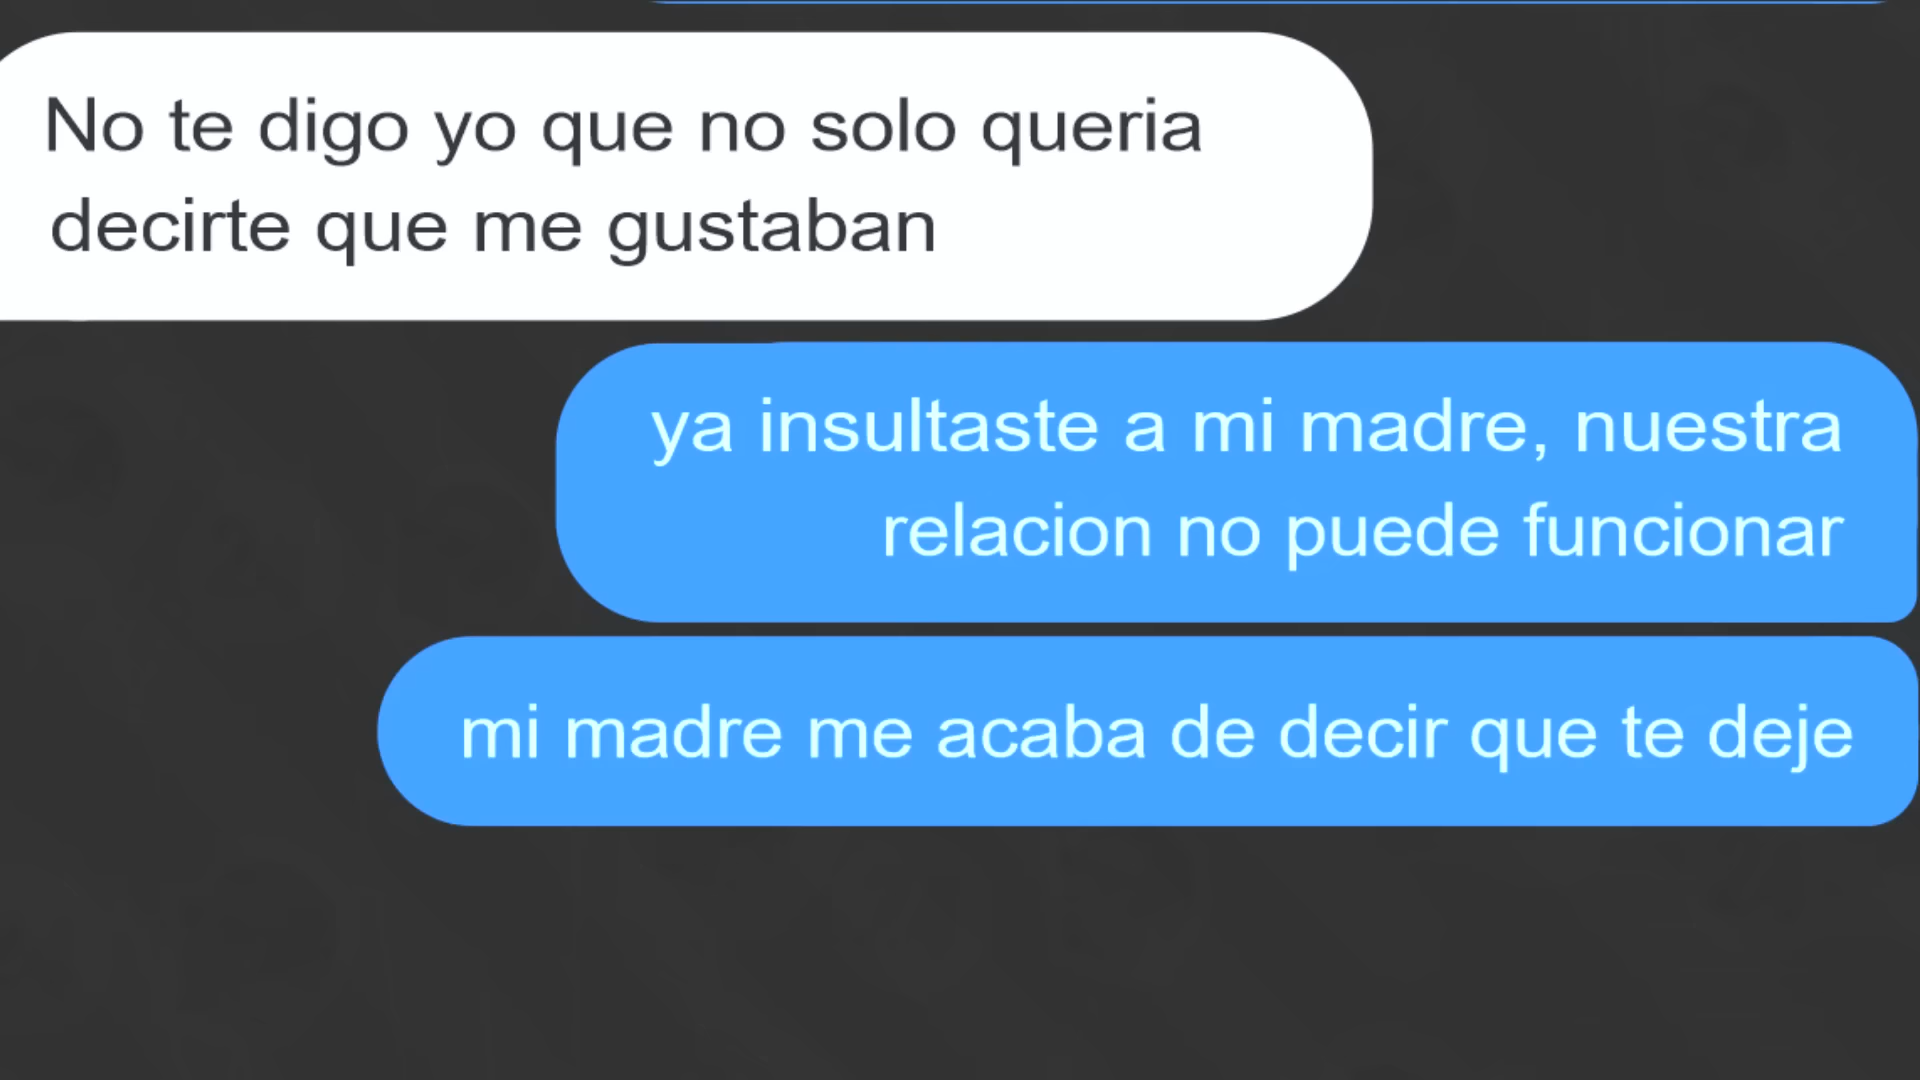 No te digo yo que no solo queria
decirte que me gustaban
ya insultaste a mi madre, nuestra
relacion no puede funcionar
mi madre me acaba de decir que te deje